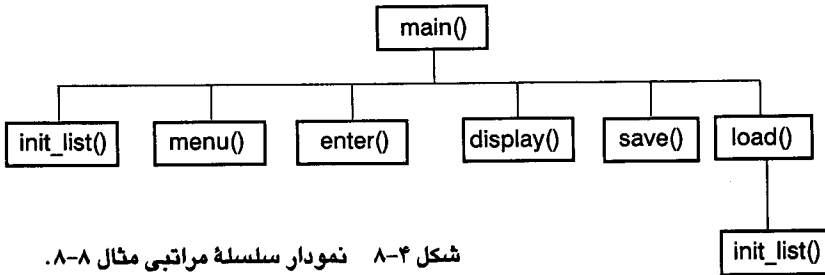 main()
init_list() menu() enter() display() save() load()
init_list()
شکل ۴-۸ نمودار سلسلهٔ مراتبی مثال ۸-۸.